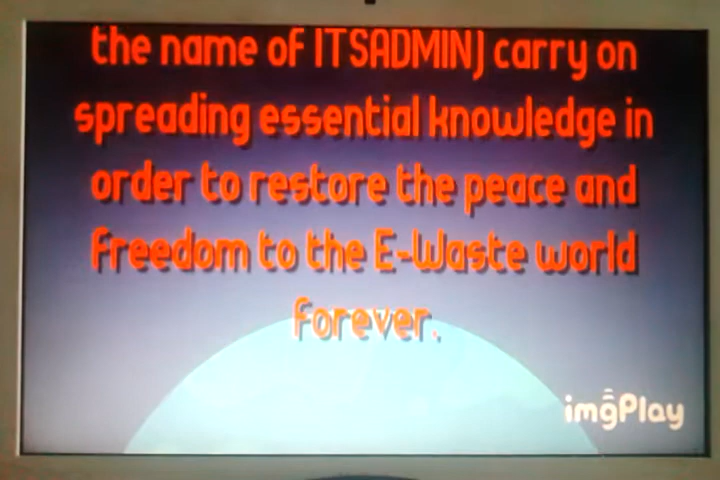 the name of ITSADMINJ carry on
spreading essential knowledge in
order to restore the peace and
freedom to the E-Waste world
forever.
imgPlay